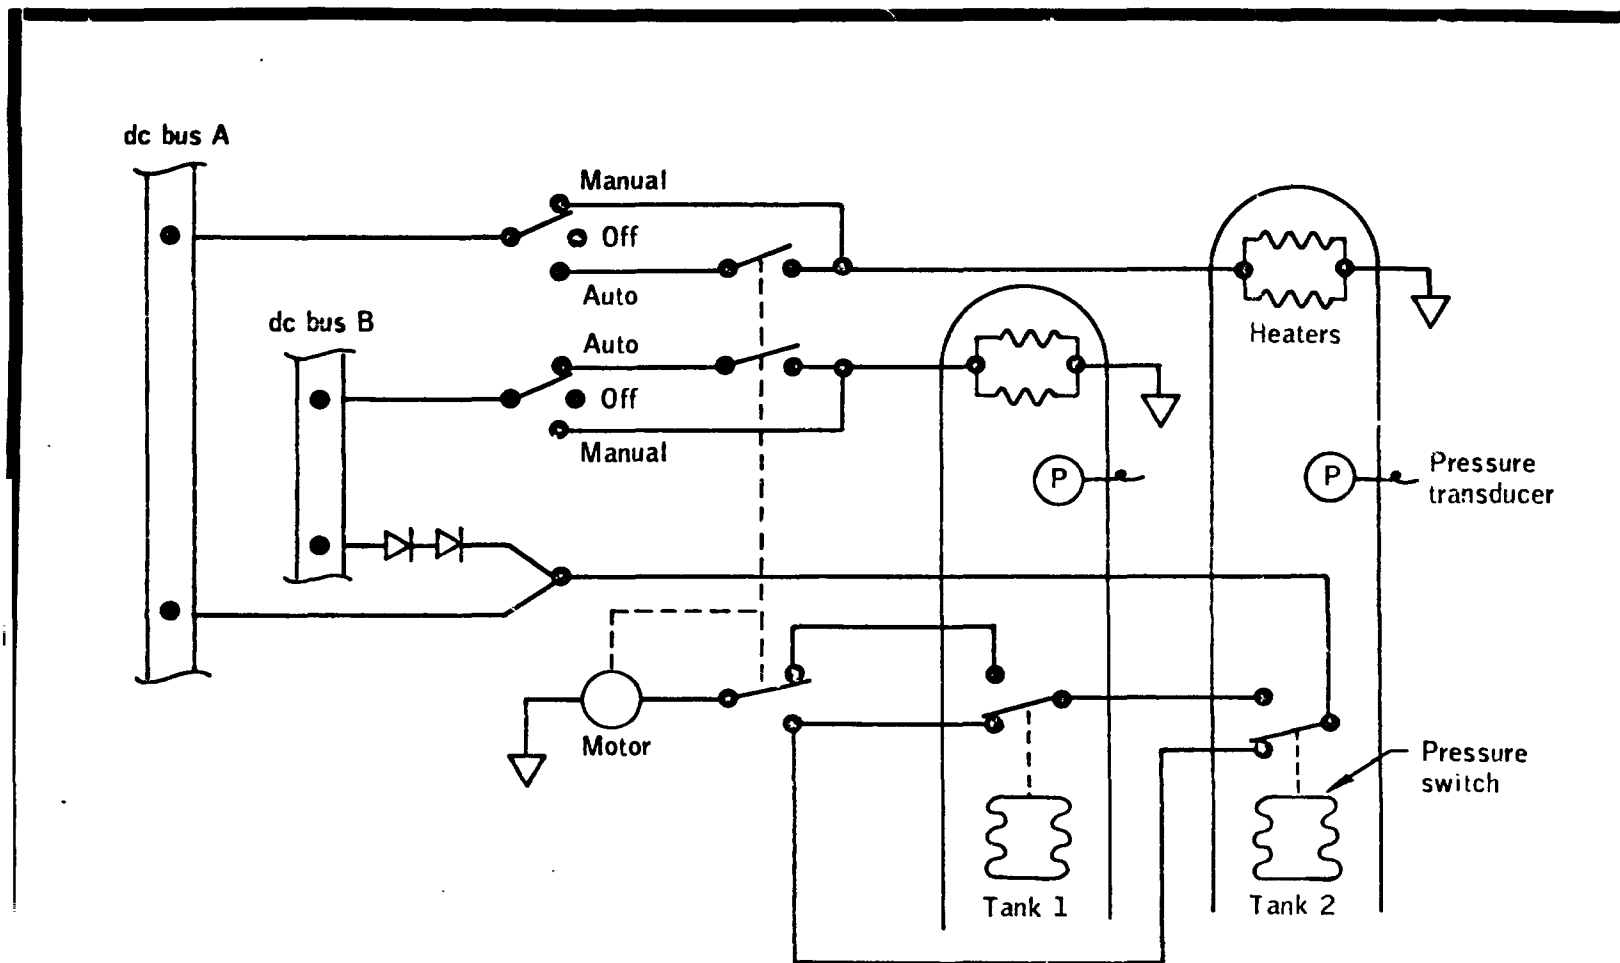 dc bus A
Manual
Off
Auto
dc bus B
Auto
Off
Manual
Heaters
P
P
Pressure
transducer
Motor
Pressure
switch
Tank 1
Tank 2